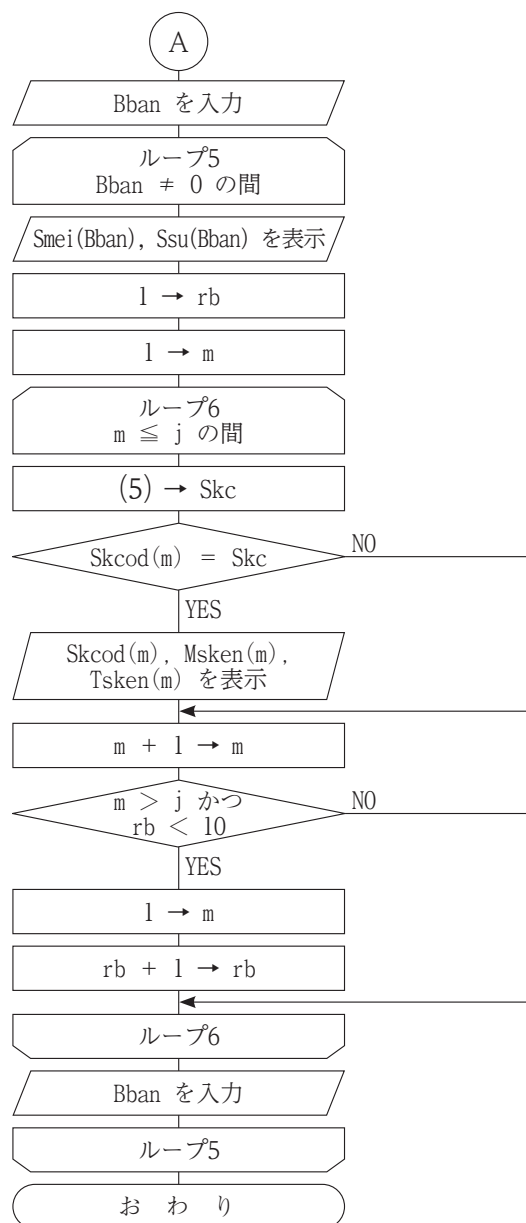 A
Bban を入力
ループ5
Bban ≠ 0 の間
Smei(Bban), Ssu(Bban) を表示
1 → rb
1 → m
ループ6
m ≦ j の間
(5) → Skc
Skcod(m) = Skc
NO
YES
Skcod(m), Msken(m),
Tsken(m) を表示
m + 1 → m
m > j かつ
rb < 10
NO
YES
1 → m
rb + 1 → rb
ループ6
Bban を入力
ループ5
お わ り